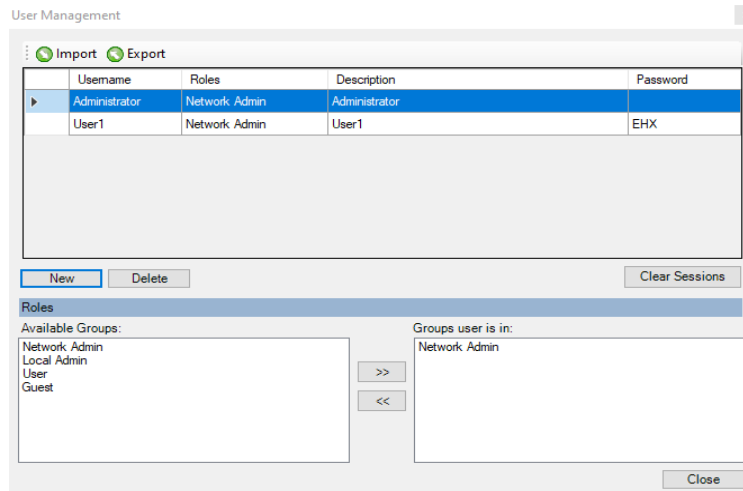 User Management
Import Export
Username Roles Description Password
Administrator Network Admin Administrator
User1 Network Admin User1 EHX
New Delete Clear Sessions
Roles
Available Groups: Groups user is in:
Network Admin Network Admin
Local Admin
User
Guest
>>
<<
Close